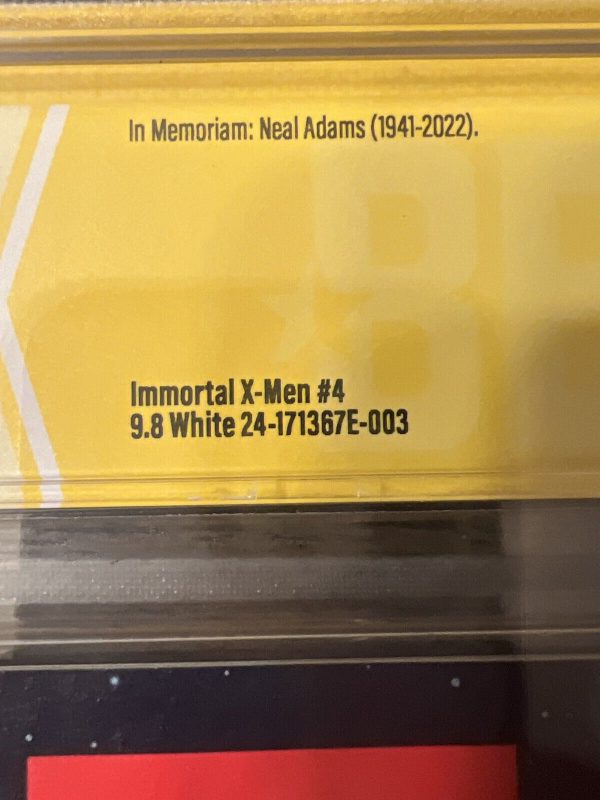 In Memoriam: Neal Adams (1941-2022).
Immortal X-Men #4
9.8 White 24-171367E-003